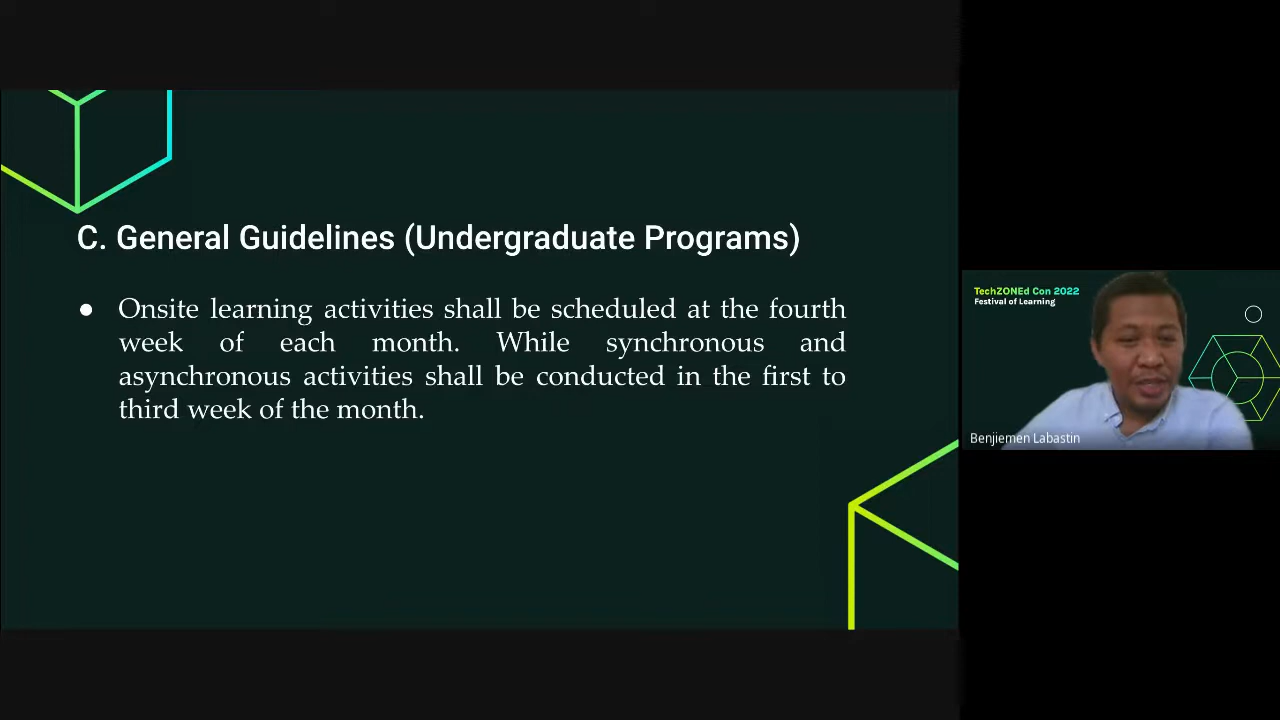 C. General Guidelines (Undergraduate Programs)
● Onsite learning activities shall be scheduled at the fourth
week of each month. While synchronous and
asynchronous activities shall be conducted in the first to
third week of the month.
TechZONEd Con 2022
Festival of Learning
Benjiemen Labastin